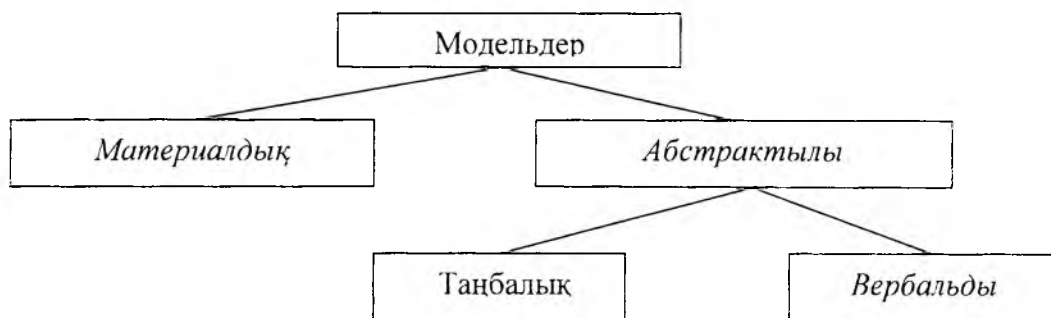 Модельдер
Материалдық
Абстрактылы
Таңбалық
Вербальды